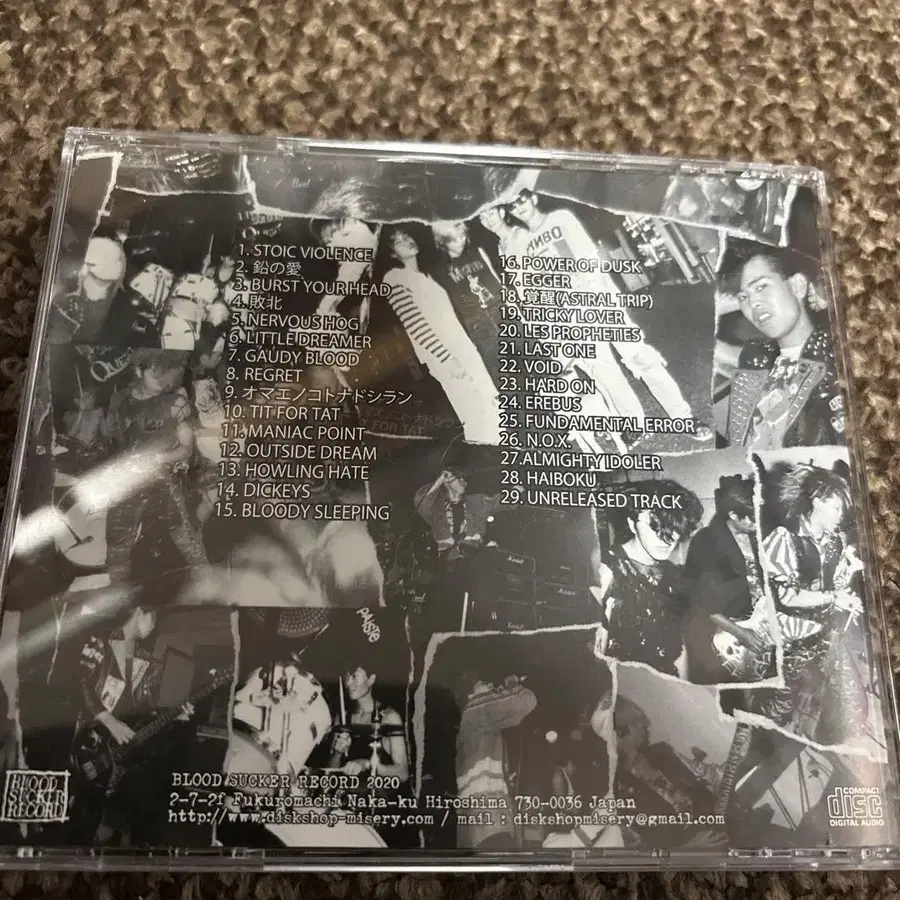 1. STOIC VIOLENCE
2. 鉛の愛
3. BURST YOUR HEAD
4. 敗北
5. NERVOUS HOG
6. LITTLE DREAMER
7. GAUDY BLOOD
8. REGRET
9. オマエノコトナドシラン
10. TIT FOR TAT
11. MANIAC POINT
12. OUTSIDE DREAM
13. HOWLING HATE
14. DICKEYS
15. BLOODY SLEEPING
16. POWER OF DUSK
17. EGGER
18. 覚醒(ASTRAL TRIP)
19. TRICKY LOVER
20. LES PROPHETIES
21. LAST ONE
22. VOID
23. HARD ON
24. EREBUS
25. FUNDAMENTAL ERROR
26. N.O.X.
27. ALMIGHTY IDOLER
28. HAIBOKU
29. UNRELEASED TRACK
BLOOD SUCKER RECORD 2020
2-7-2f Fukuromachi Naka-ku Hiroshima 730-0036 Japan
http://www.diskshop-misery.com / mail : diskshopmisery@gmail.com
BLOOD
SUCKER
RECORD
COMPACT
disc
DIGITAL AUDIO